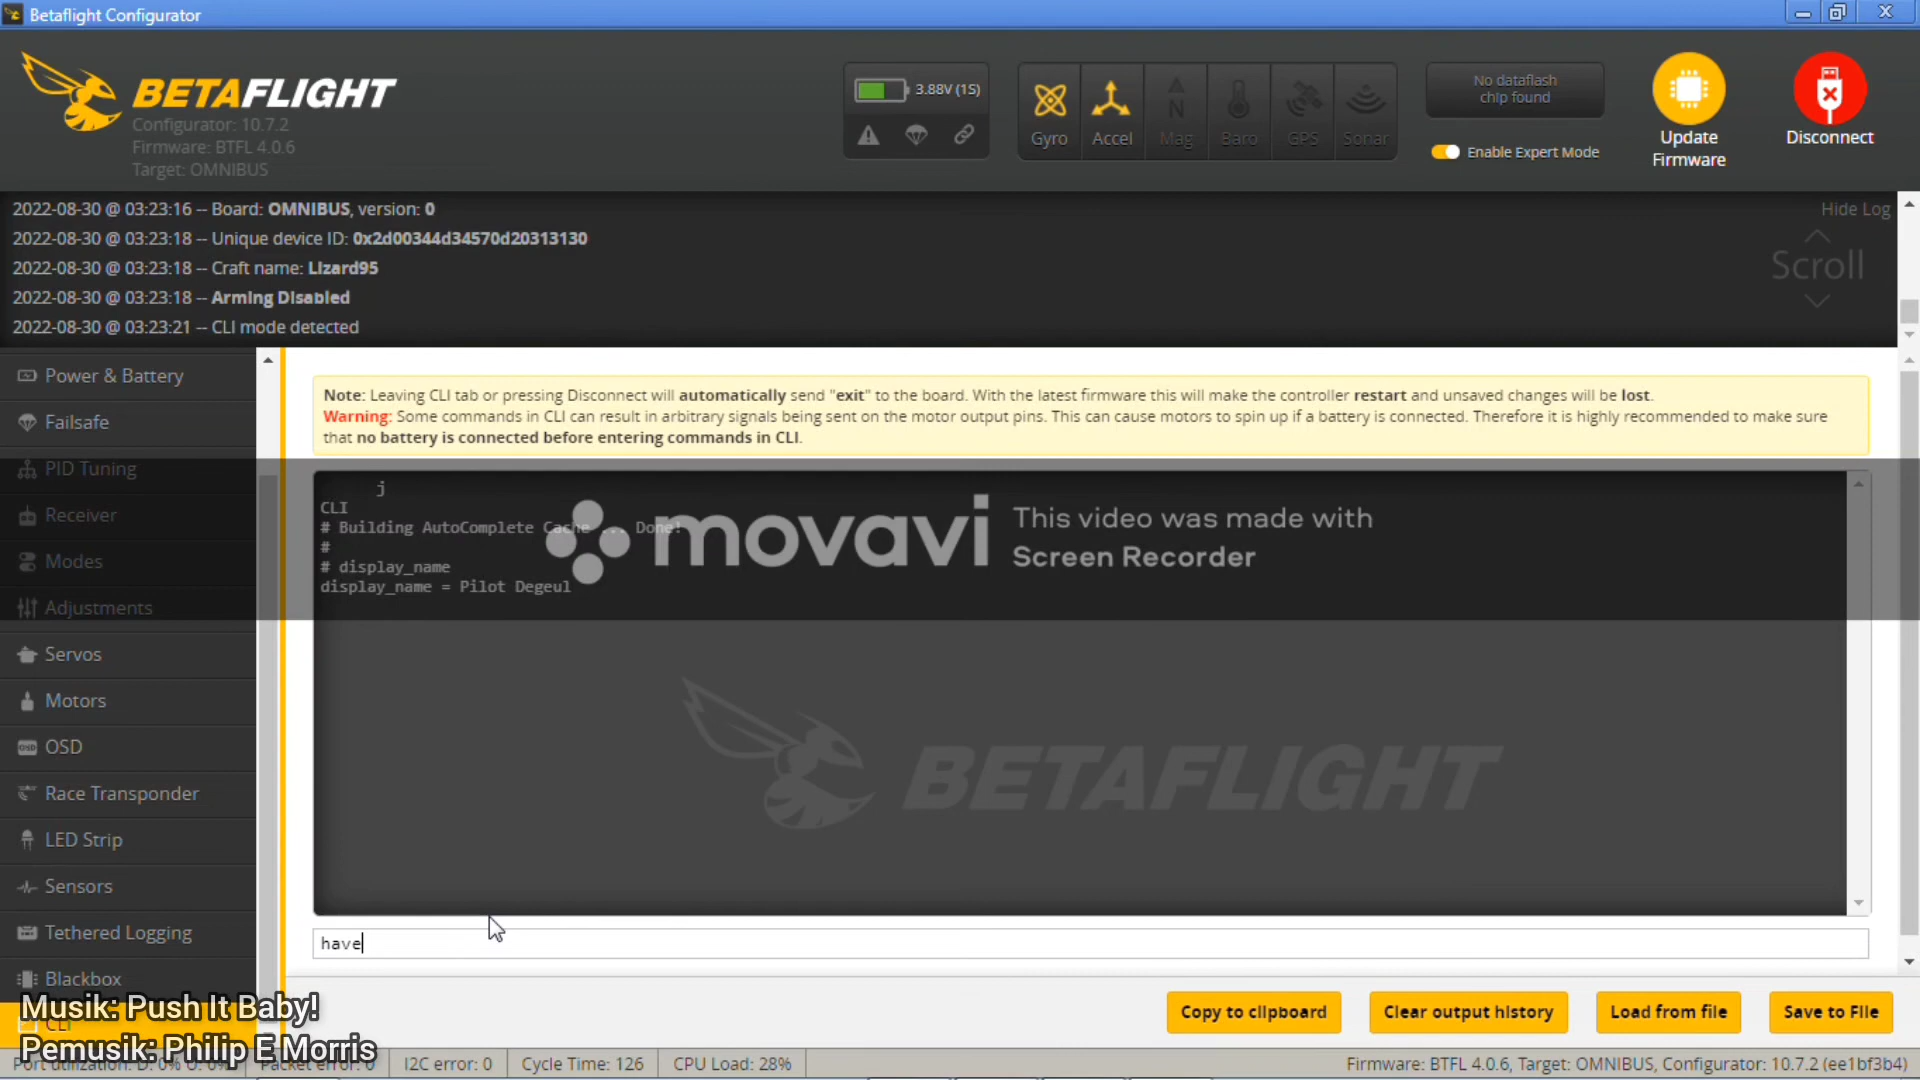 Betaflight Configurator
BETAFLIGHT
Configurator: 10.7.2
Firmware: BTFL 4.0.6
Target: OMNIBUS
3.88V (1S)
Gyro
Accel
Mag
Baro
GPS
Sonar
No dataflash
chip found
Enable Expert Mode
Update
Firmware
Disconnect
2022-08-30 @ 03:23:16 -- Board: OMNIBUS, version: 0
2022-08-30 @ 03:23:18 -- Unique device ID: 0x2d00344d34570d20313130
2022-08-30 @ 03:23:18 -- Craft name: Lizard95
2022-08-30 @ 03:23:18 -- Arming Disabled
2022-08-30 @ 03:23:21 -- CLI mode detected
Hide Log
Scroll
Power & Battery
Failsafe
PID Tuning
Receiver
Modes
Adjustments
Servos
Motors
OSD
Race Transponder
LED Strip
Sensors
Tethered Logging
Blackbox
CLI
Note: Leaving CLI tab or pressing Disconnect will automatically send "exit" to the board. With the latest firmware this will make the controller restart and unsaved changes will be lost.
Warning: Some commands in CLI can result in arbitrary signals being sent on the motor output pins. This can cause motors to spin up if a battery is connected. Therefore it is highly recommended to make sure
that no battery is connected before entering commands in CLI.
j
CLI
# Building AutoComplete Cache ... Done!
#
# display_name
display_name = Pilot Degeul
movavi
This video was made with
Screen Recorder
BETAFLIGHT
have
Copy to clipboard
Clear output history
Load from file
Save to File
Musik: Push It Baby!
Pemusik: Philip E Morris
Port utilization: D: 0% U: 0%
Packet error: 0
I2C error: 0
Cycle Time: 126
CPU Load: 28%
Firmware: BTFL 4.0.6, Target: OMNIBUS, Configurator: 10.7.2 (ee1bf3b4)